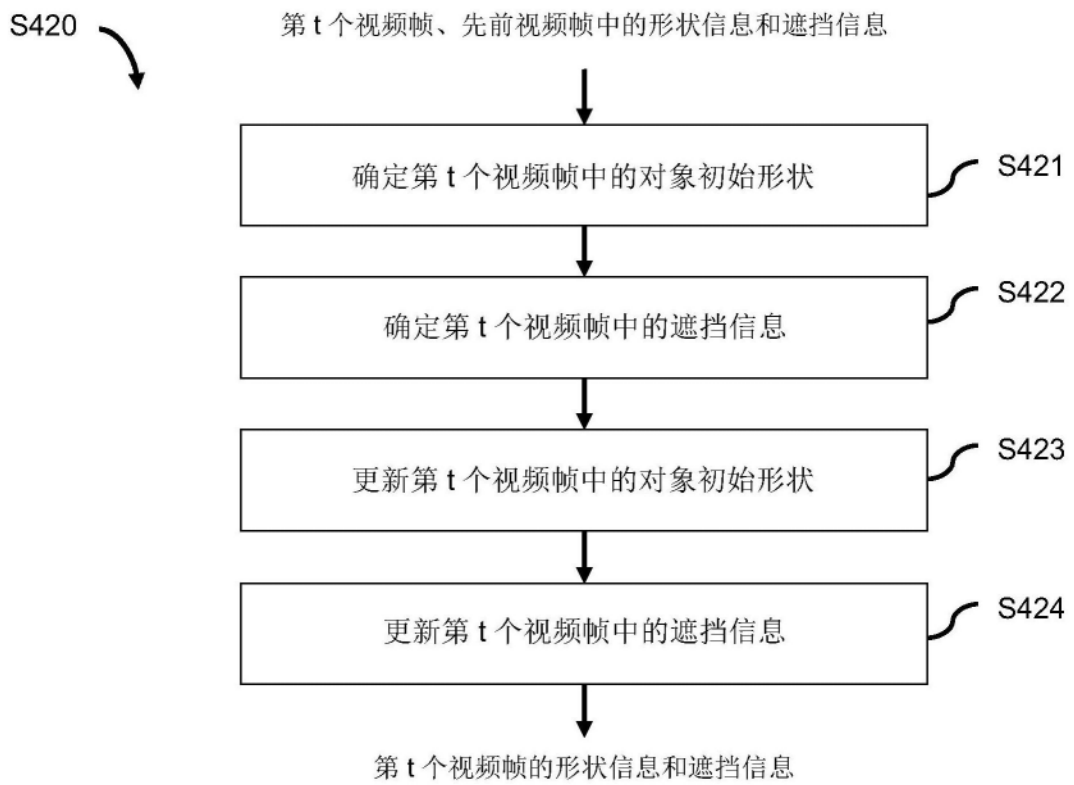 S420
第 t 个视频帧、先前视频帧中的形状信息和遮挡信息
确定第 t 个视频帧中的对象初始形状
S421
确定第 t 个视频帧中的遮挡信息
S422
更新第 t 个视频帧中的对象初始形状
S423
更新第 t 个视频帧中的遮挡信息
S424
第 t 个视频帧的形状信息和遮挡信息